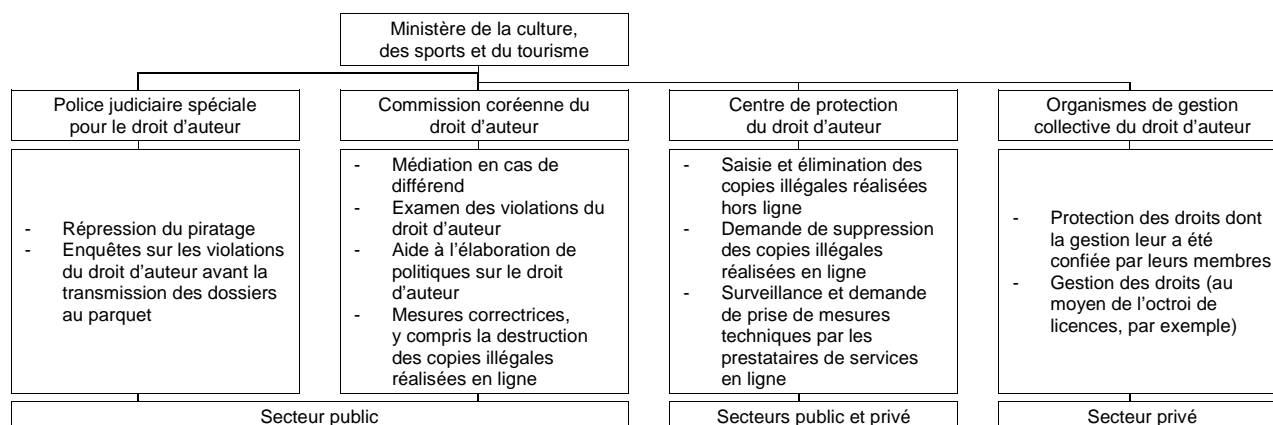 Ministère de la culture,
des sports et du tourisme
Police judiciaire spéciale
pour le droit d'auteur
Commission coréenne du
droit d'auteur
Centre de protection
du droit d'auteur
Organismes de gestion
collective du droit d'auteur
- Répression du piratage
- Enquêtes sur les violations
du droit d'auteur avant la
transmission des dossiers
au parquet
- Médiation en cas de
différend
- Examen des violations du
droit d'auteur
- Aide à l'élaboration de
politiques sur le droit
d'auteur
- Mesures correctrices,
y compris la destruction
des copies illégales
réalisées en ligne
- Saisie et élimination des
copies illégales réalisées
hors ligne
- Demande de suppression
des copies illégales
réalisées en ligne
- Surveillance et demande
de prise de mesures
techniques par les
prestataires de services
en ligne
- Protection des droits dont
la gestion leur a été
confiée par leurs membres
- Gestion des droits (au
moyen de l'octroi de
licences, par exemple)
Secteur public
Secteurs public et privé
Secteur privé